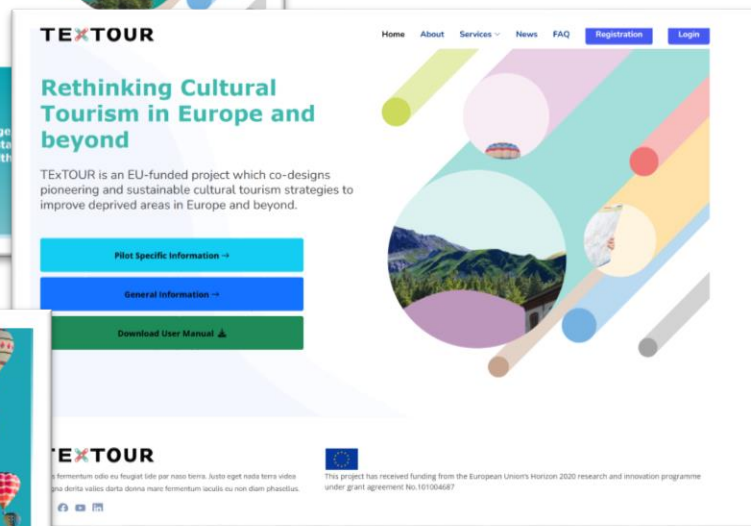 TEXTOUR
Home About Services News FAQ Registration Login
Rethinking Cultural
Tourism in Europe and
beyond
TExTOUR is an EU-funded project which co-designs
pioneering and sustainable cultural tourism strategies to
improve deprived areas in Europe and beyond.
Pilot Specific Information →
General Information →
Download User Manual
EXTOUR
fermentum odio eu feugiat lide par naso tierra. Justo eget nada terra videa
gna derita valies darta donna mare fermentum iaculis eu non diam phasellus.
This project has received funding from the European Union's Horizon 2020 research and innovation programme
under grant agreement No.101004687